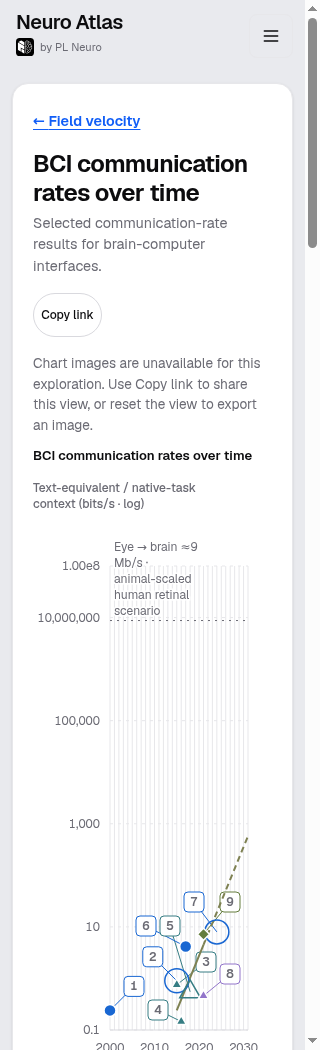 Neuro Atlas
by PL Neuro
← Field velocity
BCI communication
rates over time
Selected communication-rate
results for brain-computer
interfaces.
Copy link
Chart images are unavailable for this
exploration. Use Copy link to share
this view, or reset the view to export
an image.
BCI communication rates over time
Text-equivalent / native-task
context (bits/s · log)
Eye → brain ≈9
Mb/s ·
animal-scaled
human retinal
scenario
1.00e8
10,000,000
100,000
1,000
10
0.1
7
9
6
5
2
3
8
1
4
2000
2010
2020
2030